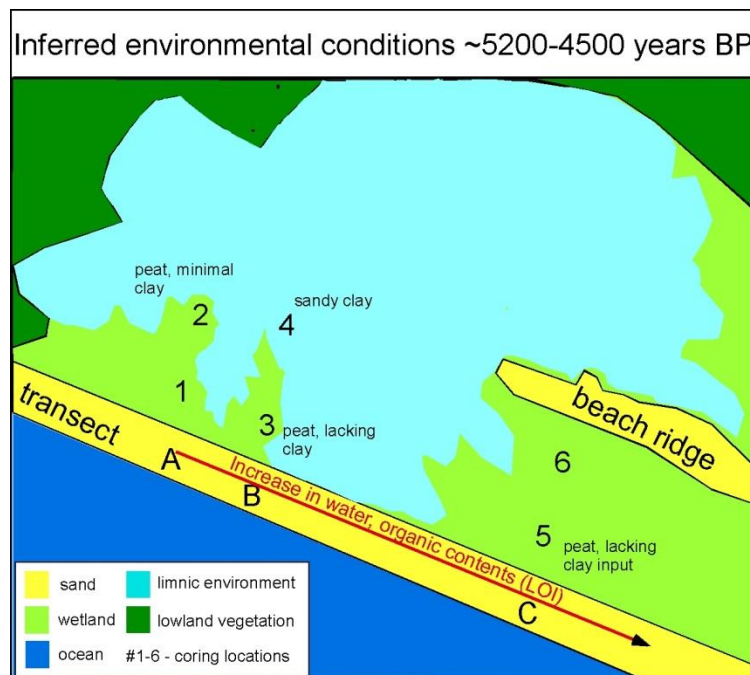 Inferred environmental conditions ~5200-4500 years BP
peat, minimal
clay
2
sandy clay
4
1
3
peat, lacking
clay
transect
A
B
Increase in water, organic contents (LOI)
C
beach ridge
6
5
peat, lacking
clay input
sand
limnic environment
wetland
lowland vegetation
ocean
#1-6 - coring locations